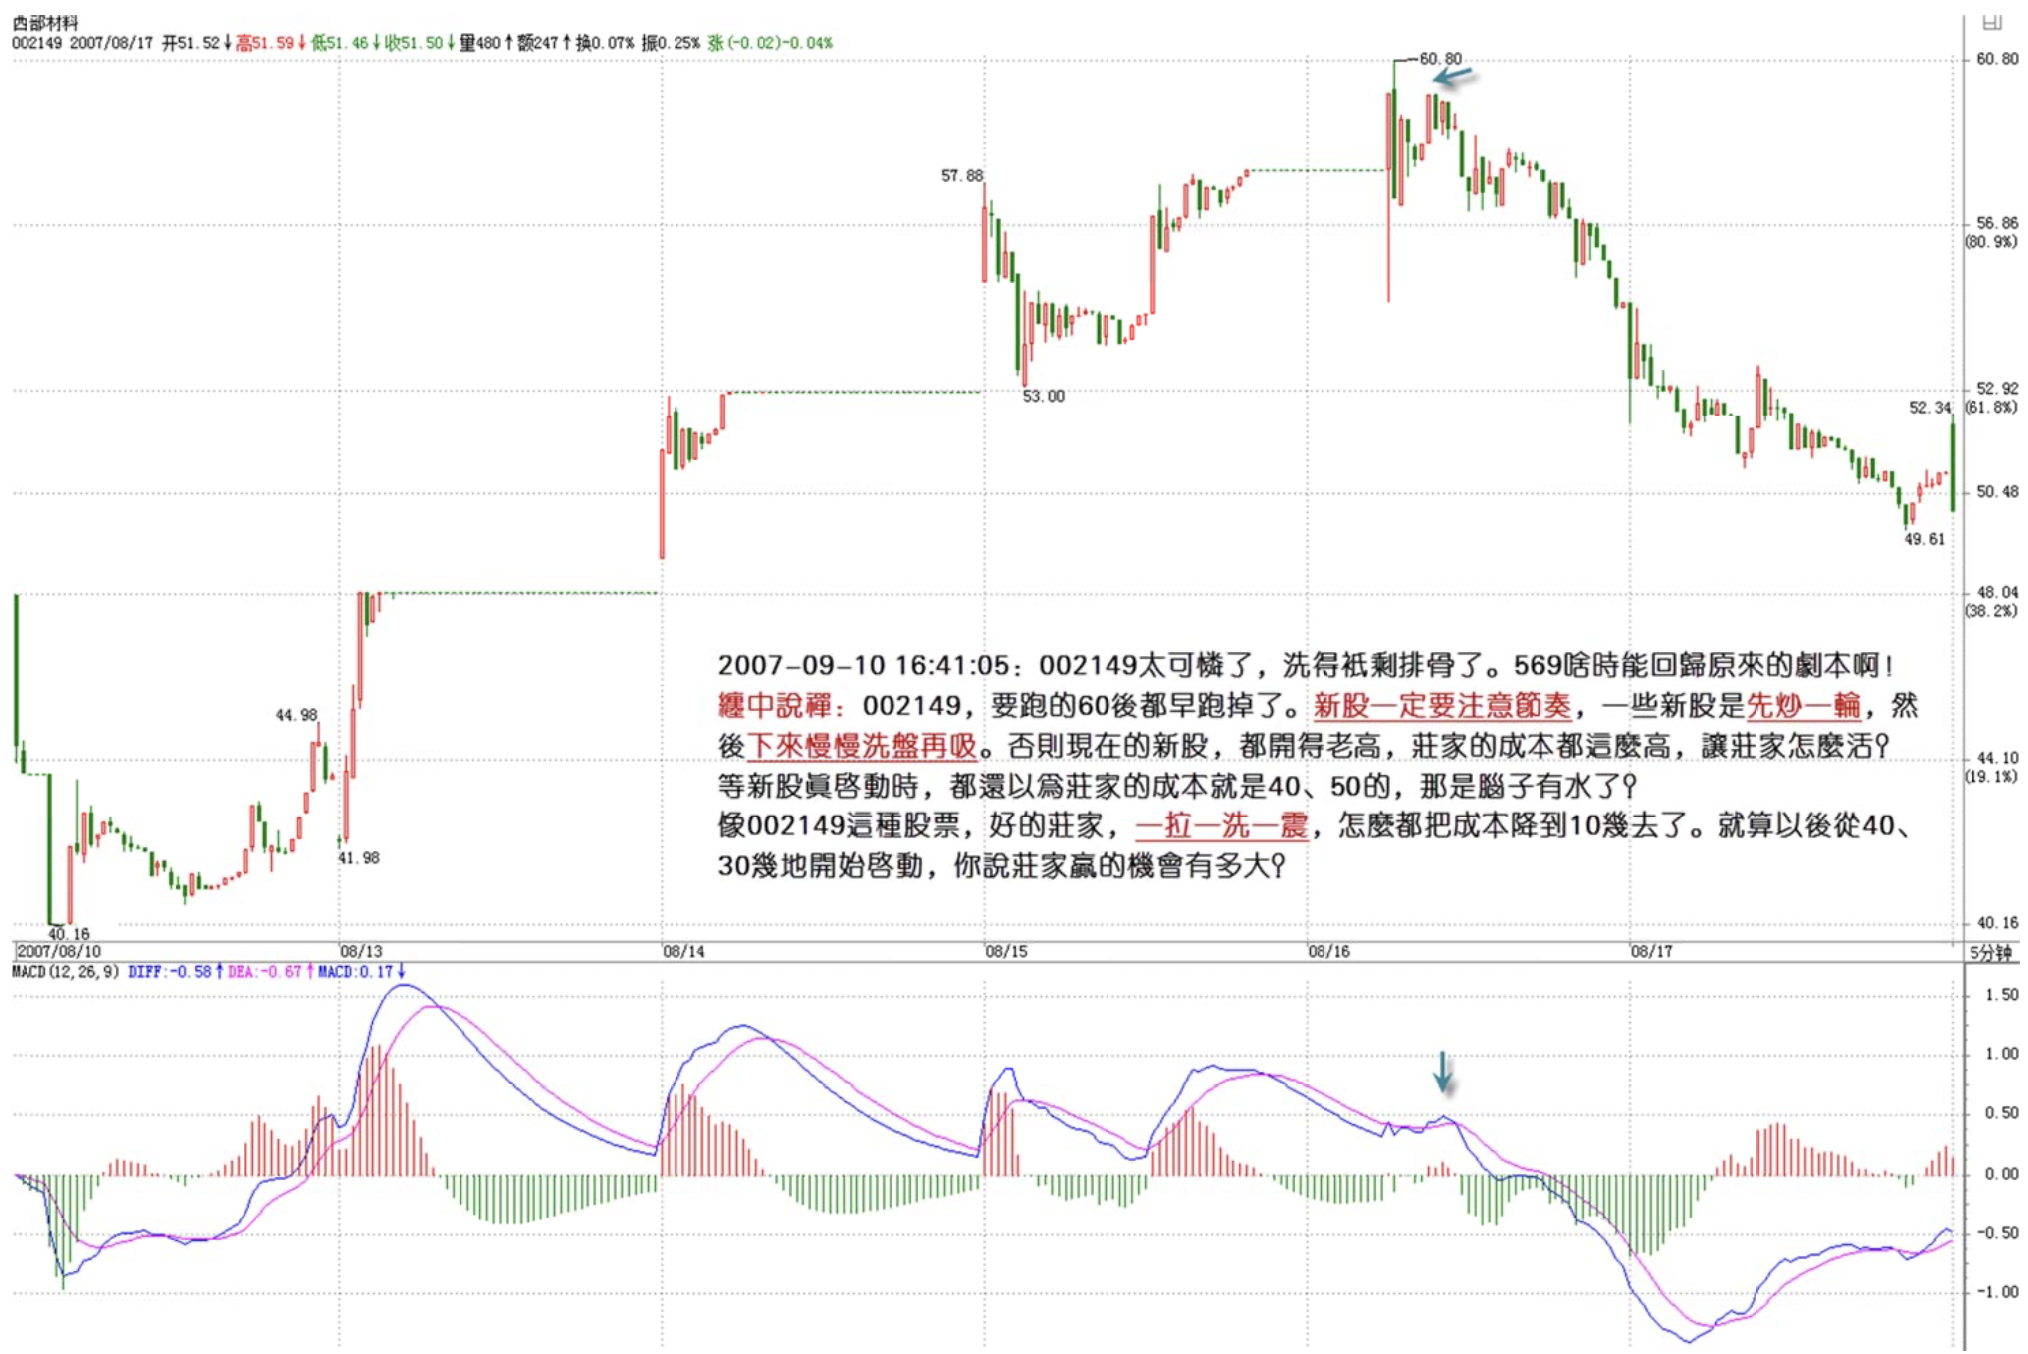 西部材料
002149 2007/08/17 开51.52↓高51.59↓低51.46↓收51.50↓量480↑额247↑换0.07% 振0.25% 涨(-0.02)-0.04%
60.80
60.80
57.88
56.86
(80.9%)
53.00
52.92
(61.8%)
52.34
50.48
49.61
48.04
(38.2%)
44.98
44.10
(19.1%)
41.98
40.16
40.16
2007-09-10 16:41:05：002149太可憐了，洗得衹剩排骨了。569啥時能回歸原來的劇本啊！
纏中說禪：002149，要跑的60後都早跑掉了。新股一定要注意節奏，一些新股是先炒一輪，然
後下來慢慢洗盤再吸。否則現在的新股，都開得老高，莊家的成本都這麼高，讓莊家怎麼活？
等新股眞啓動時，都還以爲莊家的成本就是40、50的，那是腦子有水了？
像002149這種股票，好的莊家，一拉一洗一震，怎麼都把成本降到10幾去了。就算以後從40、
30幾地開始啓動，你說莊家贏的機會有多大？
2007/08/10 08/13 08/14 08/15 08/16 08/17 5分钟
MACD(12,26,9) DIFF:-0.58↑DEA:-0.67↑MACD:0.17↓
1.50
1.00
0.50
0.00
-0.50
-1.00